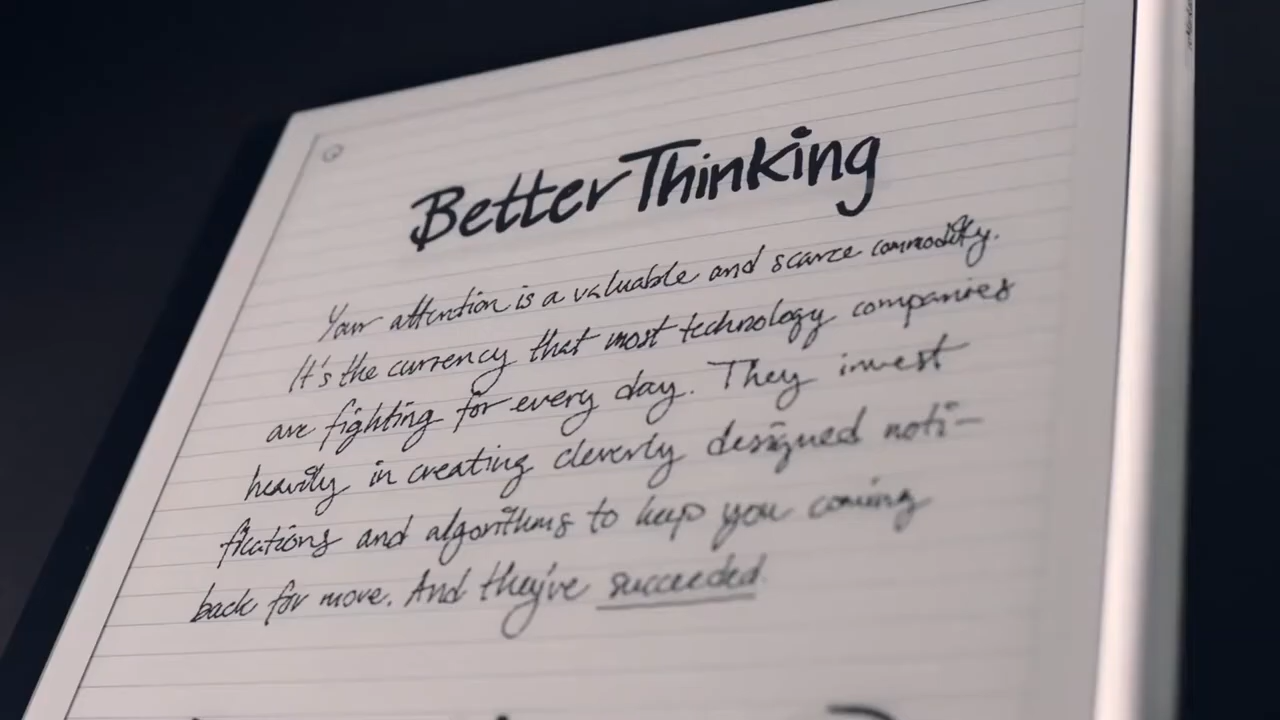 Better Thinking
Your attention is a valuable and scarce commodity.
It's the currency that most technology companies
are fighting for every day. They invest
heavily in creating cleverly designed noti-
fications and algorithms to keep you coming
back for more. And they've succeeded.